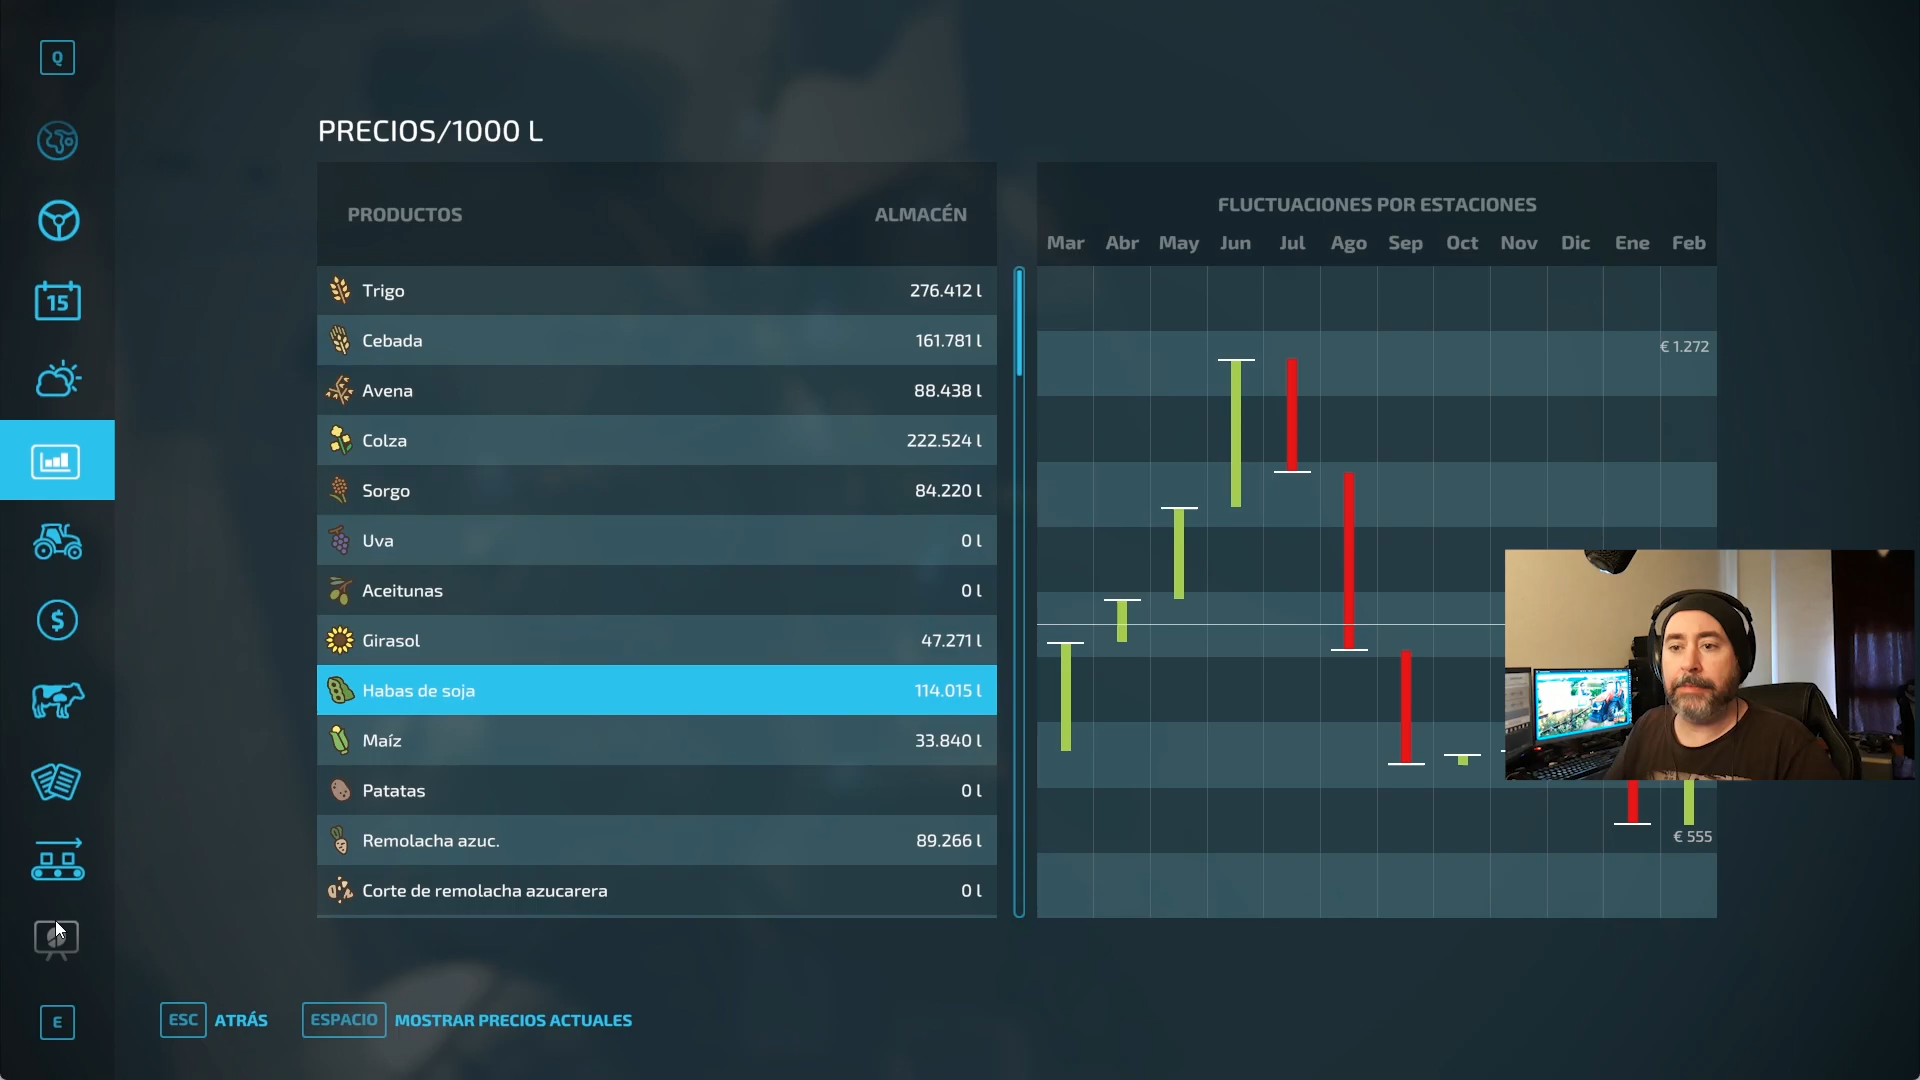 Q
PRECIOS/1000 L
PRODUCTOS ALMACÉN
FLUCTUACIONES POR ESTACIONES
Mar Abr May Jun Jul Ago Sep Oct Nov Dic Ene Feb
Trigo 276.412 l
€ 1.272
15
Cebada 161.781 l
Avena 88.438 l
Colza 222.524 l
Sorgo 84.220 l
Uva 0 l
Aceitunas 0 l
$
Girasol 47.271 l
Habas de soja 114.015 l
Maíz 33.840 l
Patatas 0 l
Remolacha azuc. 89.266 l
€ 555
Corte de remolacha azucarera 0 l
E
ESC ATRÁS ESPACIO MOSTRAR PRECIOS ACTUALES